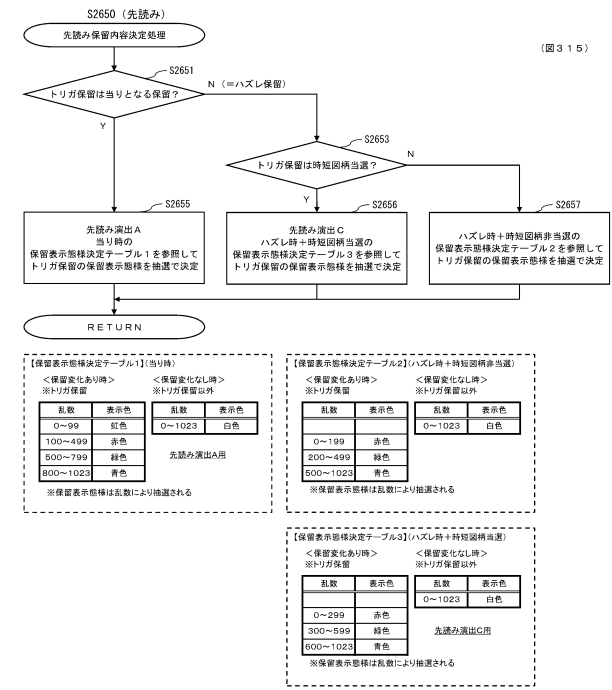 S2650（先読み）
先読み保留内容決定処理
（図３１５）
S2651
トリガ保留は当りとなる保留？
N（＝ハズレ保留）
Y
S2653
トリガ保留は時短図柄当選？
N
Y
S2655
先読み演出Ａ
当り時の
保留表示態様決定テーブル１を参照して
トリガ保留の保留表示態様を抽選で決定
S2656
先読み演出Ｃ
ハズレ時＋時短図柄当選の
保留表示態様決定テーブル３を参照して
トリガ保留の保留表示態様を抽選で決定
S2657
ハズレ時＋時短図柄非当選の
保留表示態様決定テーブル２を参照して
トリガ保留の保留表示態様を抽選で決定
ＲＥＴＵＲＮ
【保留表示態様決定テーブル1】(当り時)
＜保留変化あり時＞ ＜保留変化なし時＞
※トリガ保留 ※トリガ保留以外
乱数 表示色 乱数 表示色
0～99 虹色 0～1023 白色
100～499 赤色
500～799 緑色 先読み演出A用
800～1023 青色
※保留表示態様は乱数により抽選される
【保留表示態様決定テーブル2】(ハズレ時＋時短図柄非当選)
＜保留変化あり時＞ ＜保留変化なし時＞
※トリガ保留 ※トリガ保留以外
乱数 表示色 乱数 表示色
0～1023 白色
0～199 赤色
200～499 緑色
500～1023 青色
※保留表示態様は乱数により抽選される
【保留表示態様決定テーブル3】(ハズレ時＋時短図柄当選)
＜保留変化あり時＞ ＜保留変化なし時＞
※トリガ保留 ※トリガ保留以外
乱数 表示色 乱数 表示色
0～1023 白色
0～299 赤色
300～599 緑色 先読み演出C用
600～1023 青色
※保留表示態様は乱数により抽選される